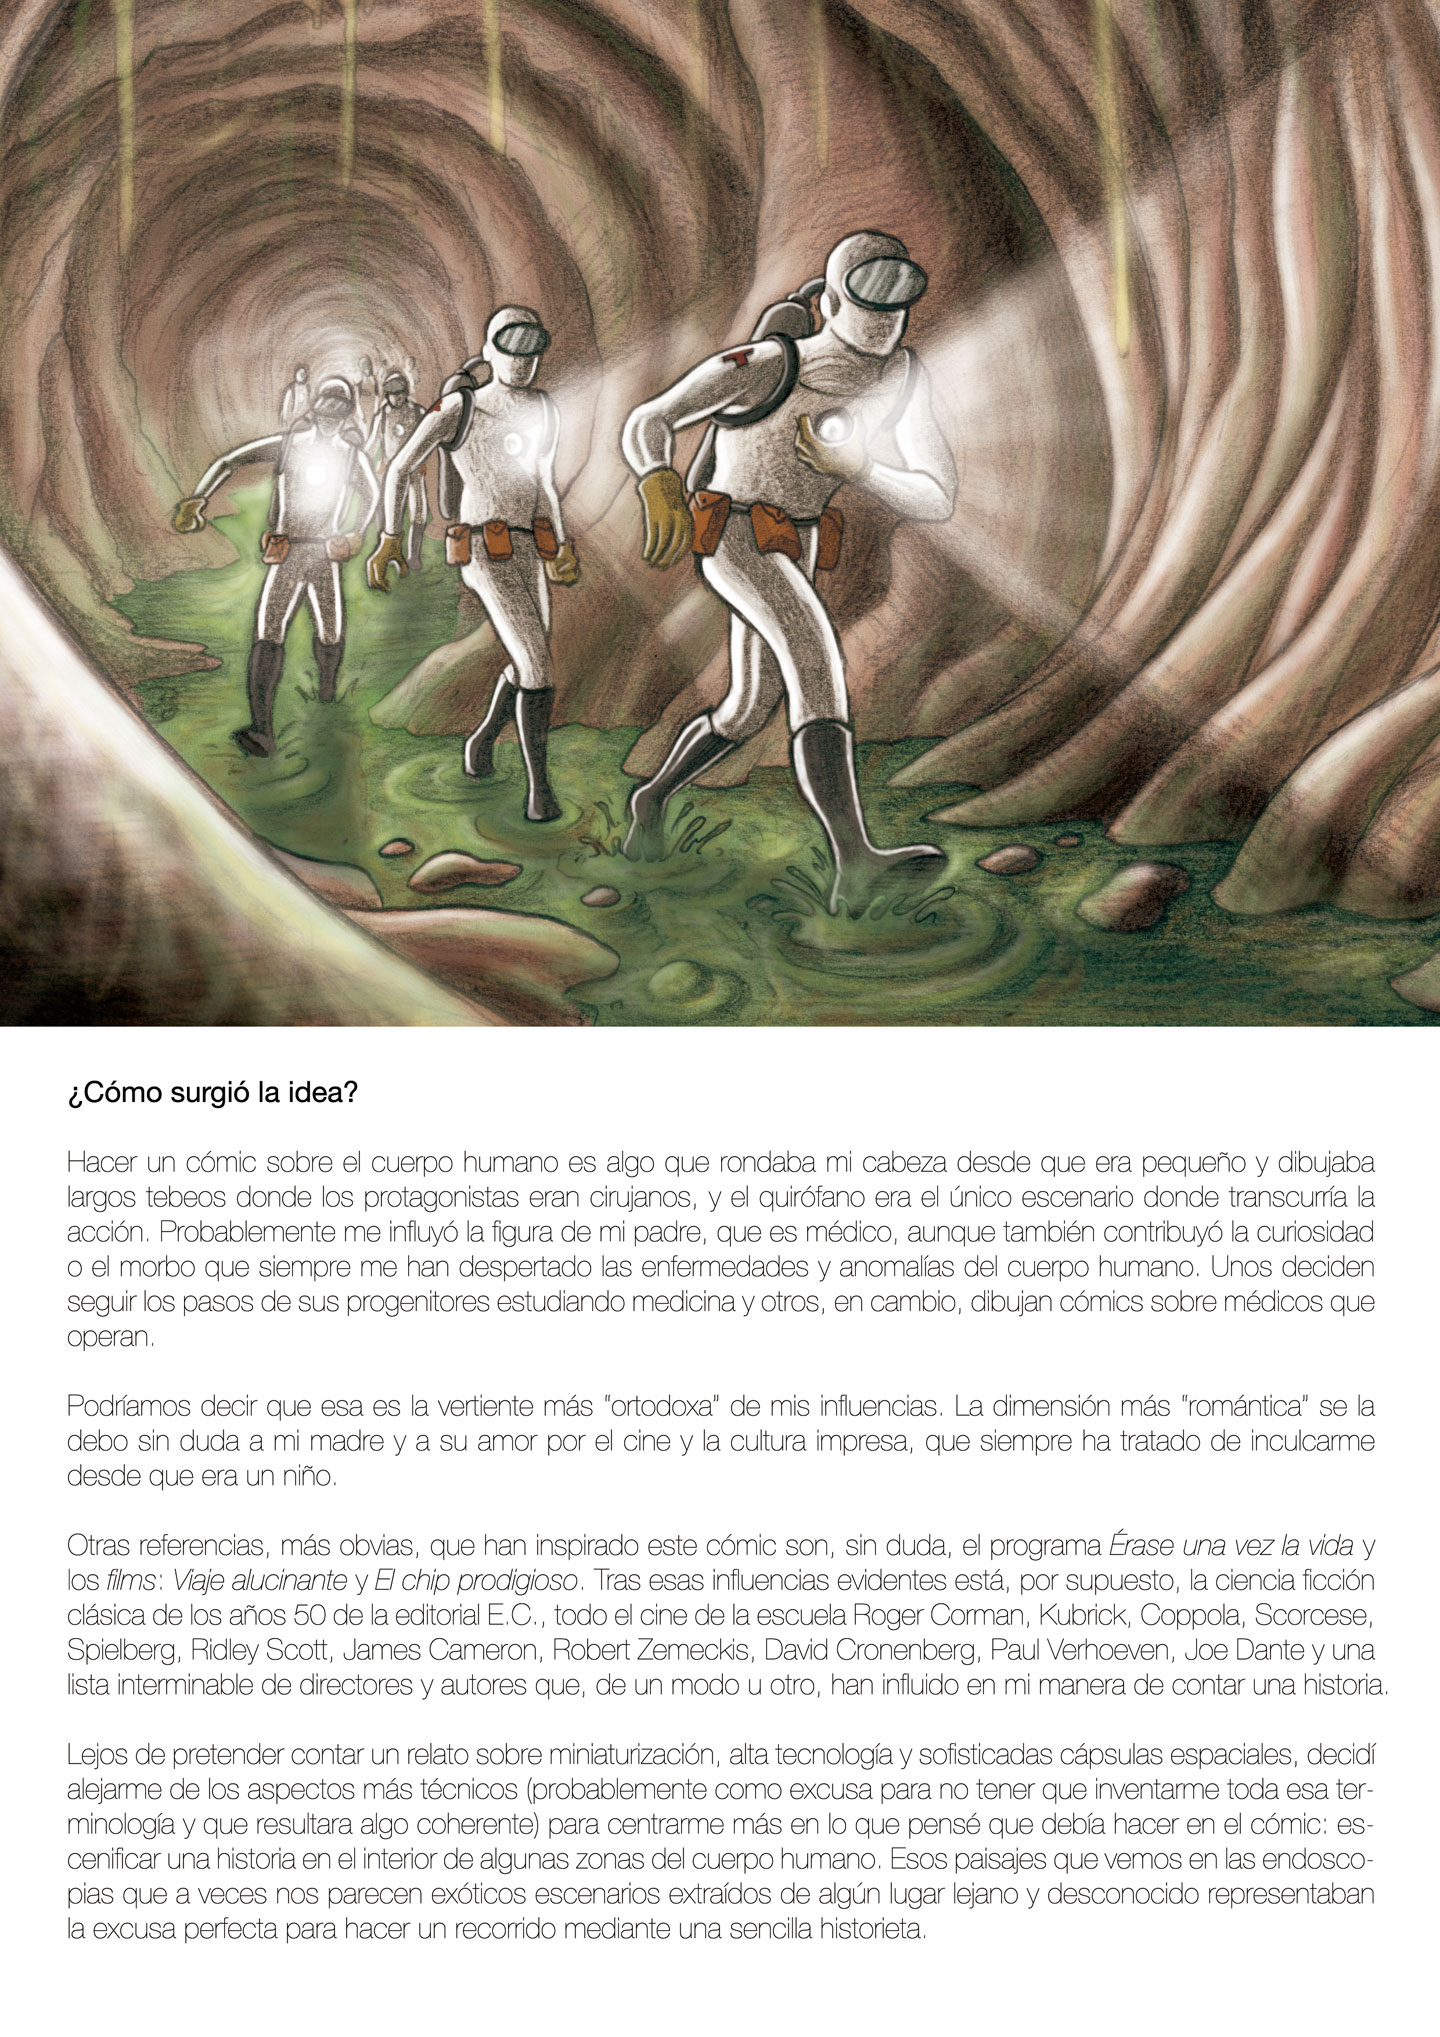 ¿Cómo surgió la idea?
Hacer un cómic sobre el cuerpo humano es algo que rondaba mi cabeza desde que era pequeño y dibujaba
largos tebeos donde los protagonistas eran cirujanos, y el quirófano era el único escenario donde transcurría la
acción. Probablemente me influyó la figura de mi padre, que es médico, aunque también contribuyó la curiosidad
o el morbo que siempre me han despertado las enfermedades y anomalías del cuerpo humano. Unos deciden
seguir los pasos de sus progenitores estudiando medicina y otros, en cambio, dibujan cómics sobre médicos que
operan.
Podríamos decir que esa es la vertiente más “ortodoxa” de mis influencias. La dimensión más “romántica” se la
debo sin duda a mi madre y a su amor por el cine y la cultura impresa, que siempre ha tratado de inculcarme
desde que era un niño.
Otras referencias, más obvias, que han inspirado este cómic son, sin duda, el programa Érase una vez la vida y
los films: Viaje alucinante y El chip prodigioso. Tras esas influencias evidentes está, por supuesto, la ciencia ficción
clásica de los años 50 de la editorial E.C., todo el cine de la escuela Roger Corman, Kubrick, Coppola, Scorcese,
Spielberg, Ridley Scott, James Cameron, Robert Zemeckis, David Cronenberg, Paul Verhoeven, Joe Dante y una
lista interminable de directores y autores que, de un modo u otro, han influido en mi manera de contar una historia.
Lejos de pretender contar un relato sobre miniaturización, alta tecnología y sofisticadas cápsulas espaciales, decidí
alejarme de los aspectos más técnicos (probablemente como excusa para no tener que inventarme toda esa ter-
minología y que resultara algo coherente) para centrarme más en lo que pensé que debía hacer en el cómic: es-
cenificar una historia en el interior de algunas zonas del cuerpo humano. Esos paisajes que vemos en las endosco-
pias que a veces nos parecen exóticos escenarios extraídos de algún lugar lejano y desconocido representaban
la excusa perfecta para hacer un recorrido mediante una sencilla historieta.